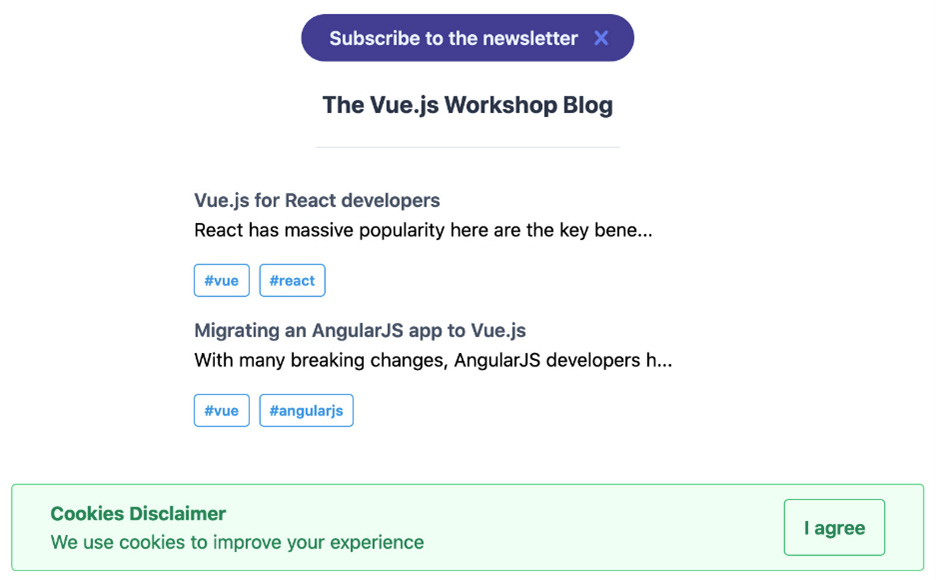 Subscribe to the newsletter X
The Vue.js Workshop Blog
Vue.js for React developers
React has massive popularity here are the key bene...
#vue #react
Migrating an AngularJS app to Vue.js
With many breaking changes, AngularJS developers h...
#vue #angularjs
Cookies Disclaimer
We use cookies to improve your experience
I agree